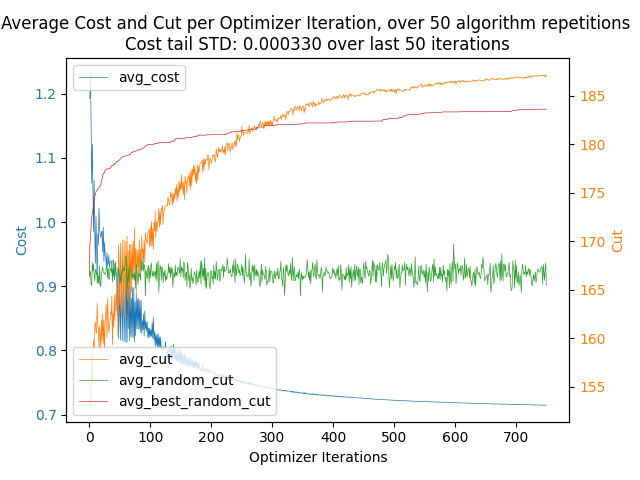 Average Cost and Cut per Optimizer Iteration, over 50 algorithm repetitions
Cost tail STD: 0.000330 over last 50 iterations
avg_cost
1.2
1.1
1.0
0.9
0.8
0.7
Cost
185
180
175
170
165
160
155
Cut
avg_cut
avg_random_cut
avg_best_random_cut
0 100 200 300 400 500 600 700
Optimizer Iterations